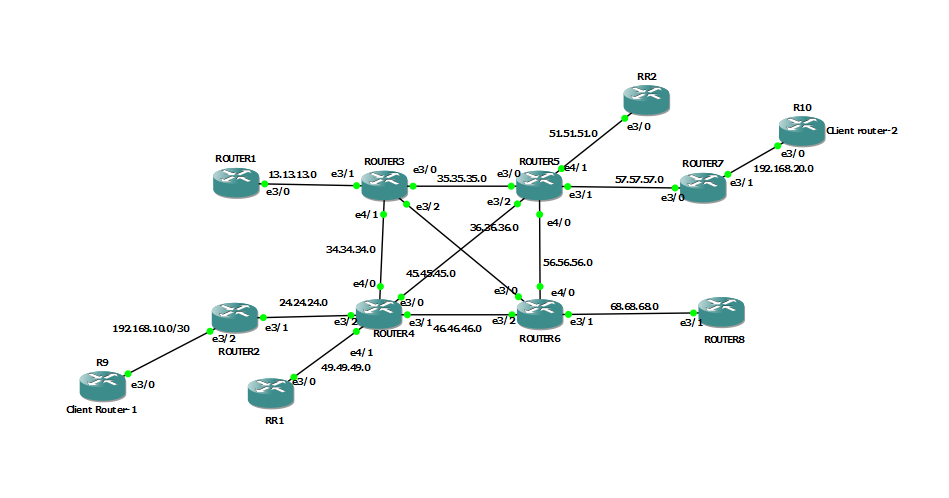 RR2
R10
e3/0
51.51.51.0
Client router-2
ROUTER1
ROUTER3
ROUTER5
ROUTER7
e3/0
13.13.13.0
e3/1
e3/0
e3/0
e4/1
192.168.20.0
e3/0
35.35.35.0
e3/1
57.57.57.0
e3/0
e3/1
e3/2
e3/2
e4/1
36.36.36.0
e4/0
34.34.34.0
45.45.45.0
56.56.56.0
e4/0
e3/0
e4/0
24.24.24.0
e3/0
68.68.68.0
192.168.10.0/30
e3/1
e3/2
e3/1
46.46.46.0
e3/2
e3/1
e3/1
e3/2
ROUTER4
ROUTER6
ROUTER8
ROUTER2
e4/1
R9
49.49.49.0
e3/0
e3/0
Client Router-1
RR1